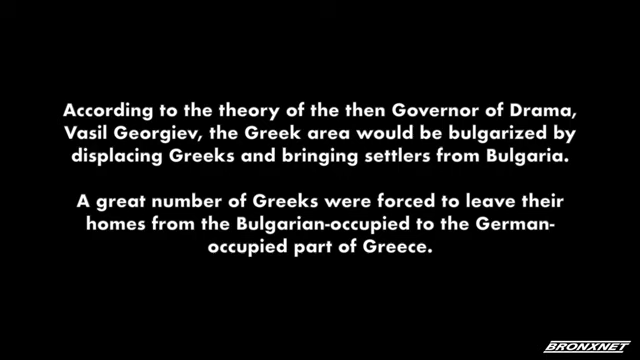 According to the theory of the then Governor of Drama,
Vasil Georgiev, the Greek area would be bulgarized by
displacing Greeks and bringing settlers from Bulgaria.
A great number of Greeks were forced to leave their
homes from the Bulgarian-occupied to the German-
occupied part of Greece.
BRONXNET